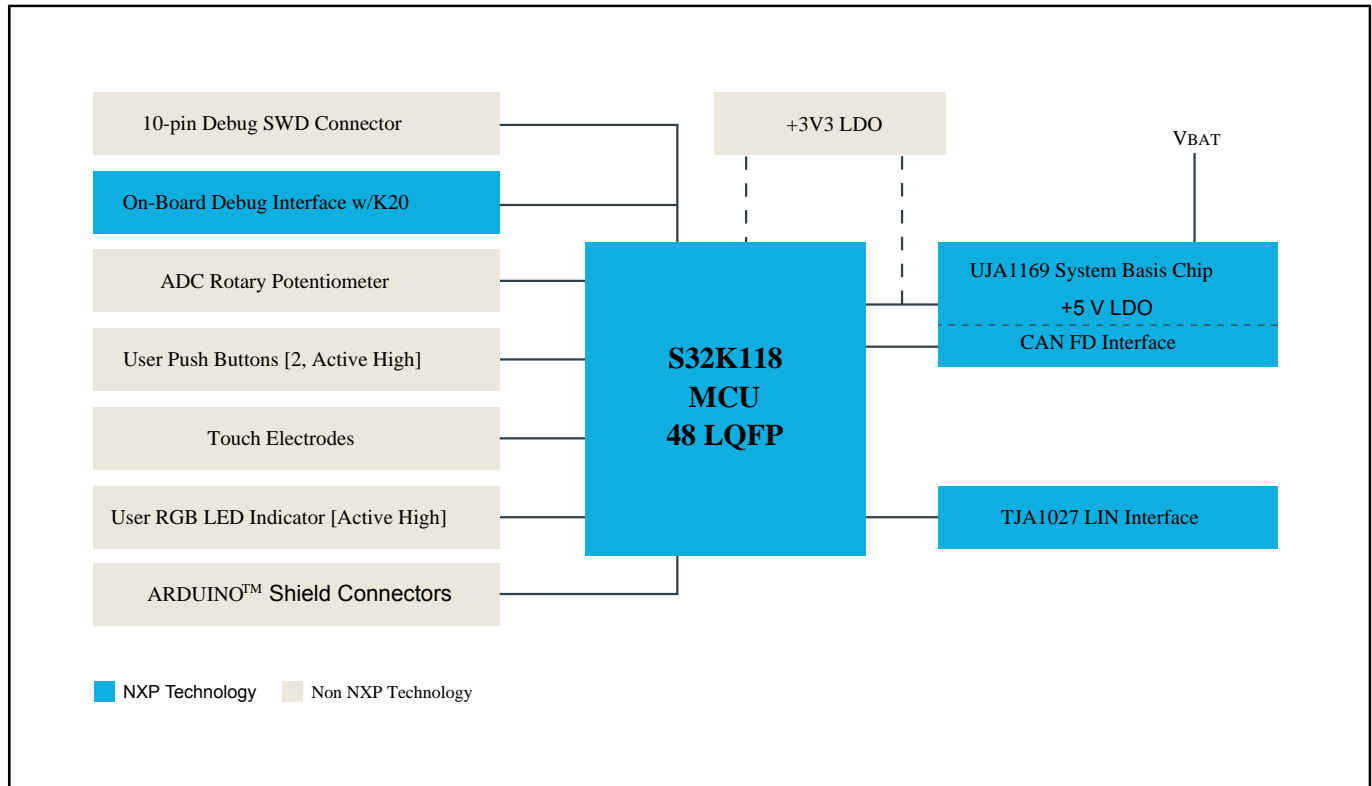 10-pin Debug SWD Connector
+3V3 LDO
VBAT
On-Board Debug Interface w/K20
ADC Rotary Potentiometer
UJA1169 System Basis Chip
+5 V LDO
CAN FD Interface
User Push Buttons [2, Active High]
S32K118
MCU
48 LQFP
Touch Electrodes
User RGB LED Indicator [Active High]
TJA1027 LIN Interface
ARDUINO™ Shield Connectors
NXP Technology
Non NXP Technology